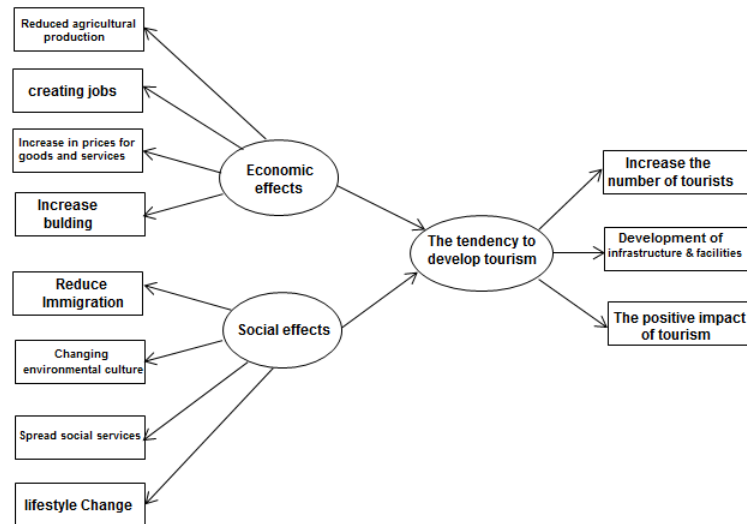 Reduced agricultural
production
creating jobs
Increase in prices for
goods and services
Increase
bulding
Economic
effects
Reduce
Immigration
Changing
environmental culture
Spread social services
lifestyle Change
Social effects
The tendency to
develop tourism
Increase the
number of tourists
Development of
infrastructure & facilities
The positive impact
of tourism